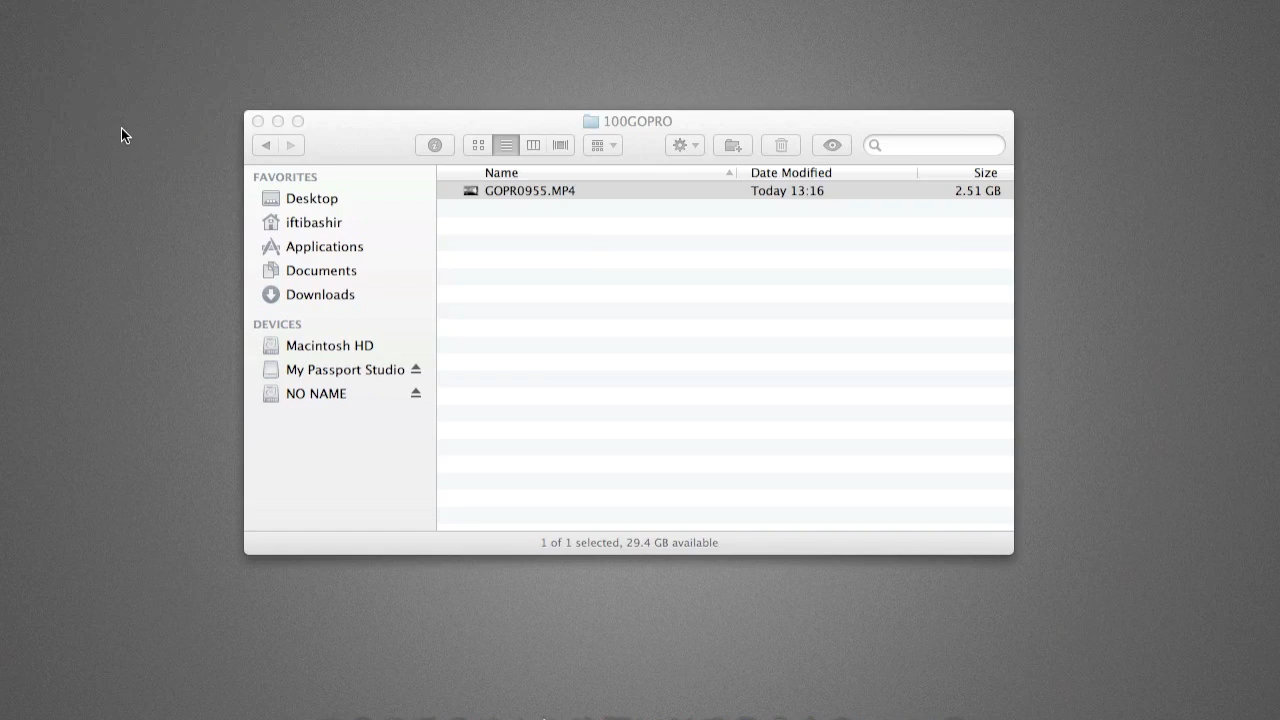 100GOPRO
FAVORITES
Desktop
iftibashir
Applications
Documents
Downloads
DEVICES
Macintosh HD
My Passport Studio
NO NAME
Name Date Modified Size
GOPR0955.MP4 Today 13:16 2.51 GB
1 of 1 selected, 29.4 GB available